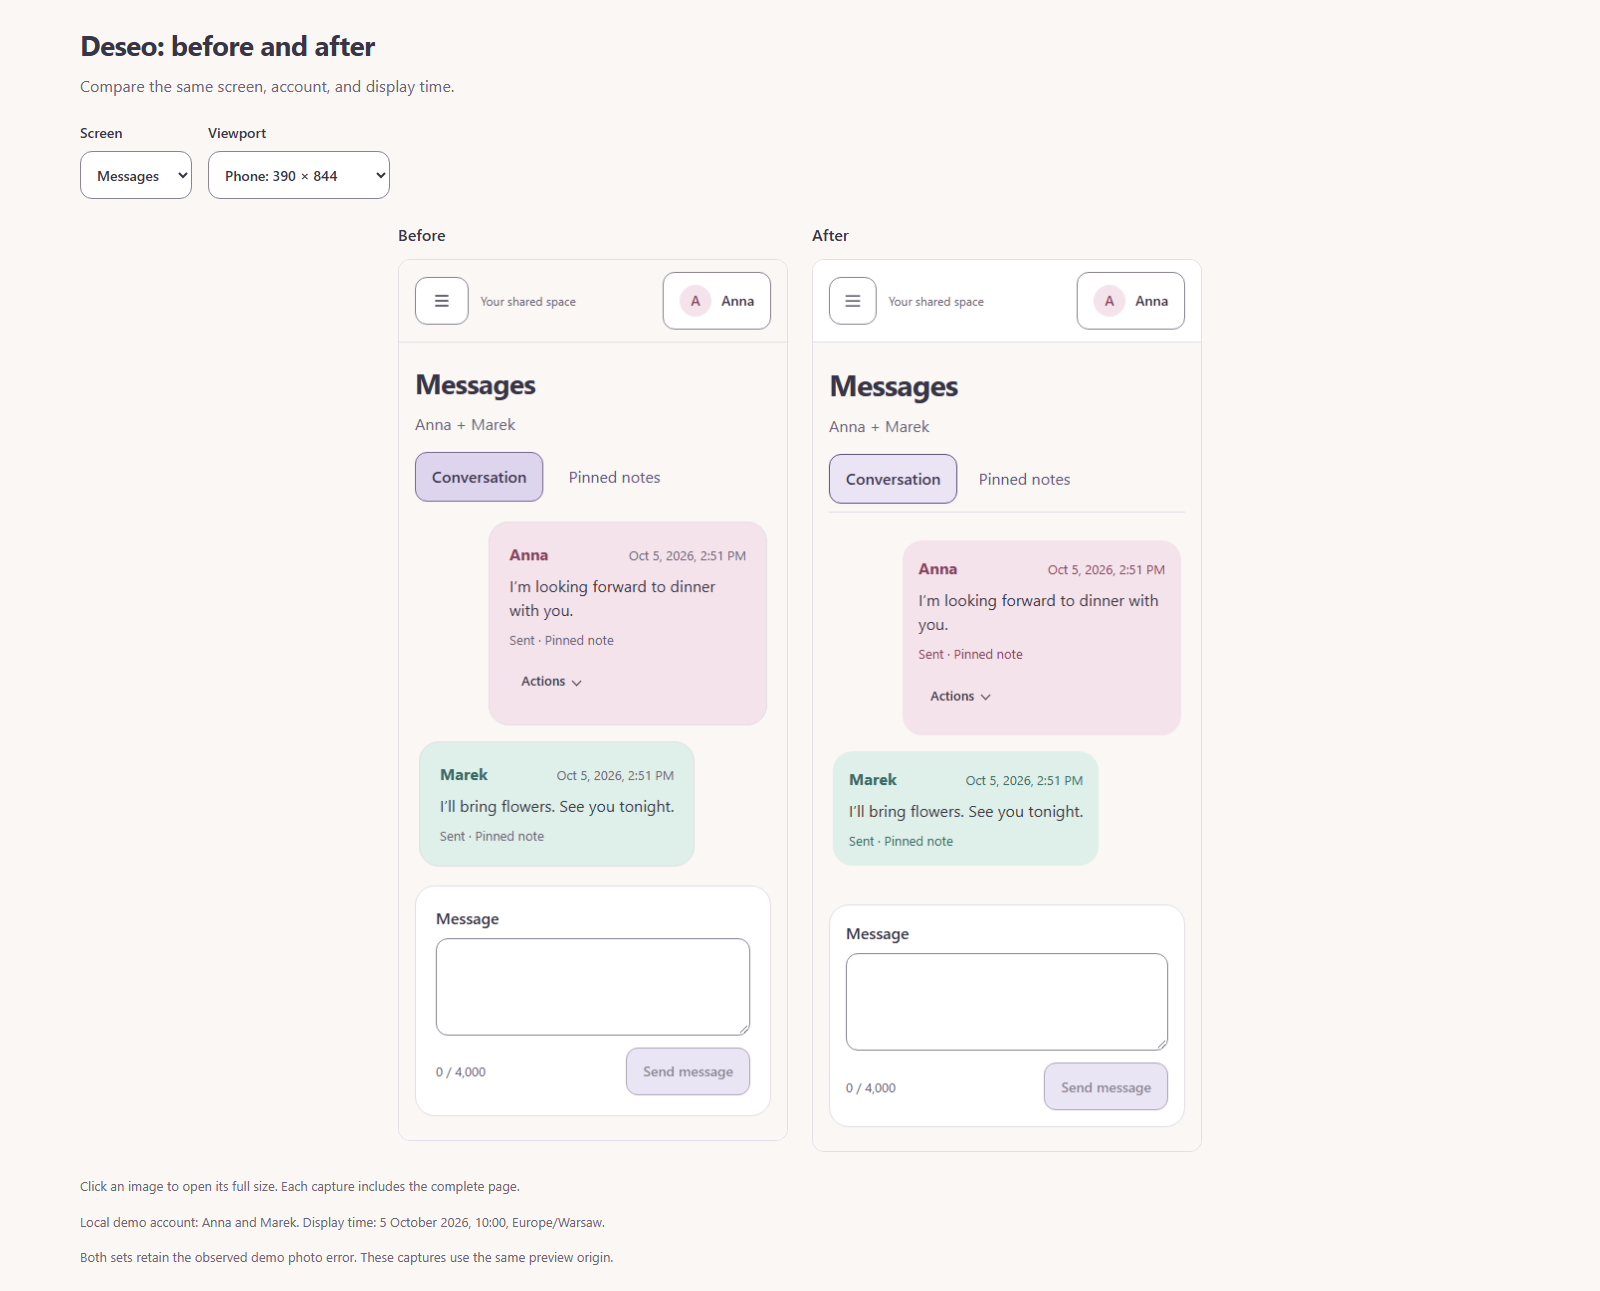 Deseo: before and after
Compare the same screen, account, and display time.
Screen
Viewport
Messages
Phone: 390 × 844
Before
Your shared space
A
Anna
Messages
Anna + Marek
Conversation
Pinned notes
Anna
Oct 5, 2026, 2:51 PM
I'm looking forward to dinner
with you.
Sent · Pinned note
Actions
Marek
Oct 5, 2026, 2:51 PM
I'll bring flowers. See you tonight.
Sent · Pinned note
Message
0 / 4,000
Send message
After
Your shared space
A
Anna
Messages
Anna + Marek
Conversation
Pinned notes
Anna
Oct 5, 2026, 2:51 PM
I'm looking forward to dinner with
you.
Sent · Pinned note
Actions
Marek
Oct 5, 2026, 2:51 PM
I'll bring flowers. See you tonight.
Sent · Pinned note
Message
0 / 4,000
Send message
Click an image to open its full size. Each capture includes the complete page.
Local demo account: Anna and Marek. Display time: 5 October 2026, 10:00, Europe/Warsaw.
Both sets retain the observed demo photo error. These captures use the same preview origin.